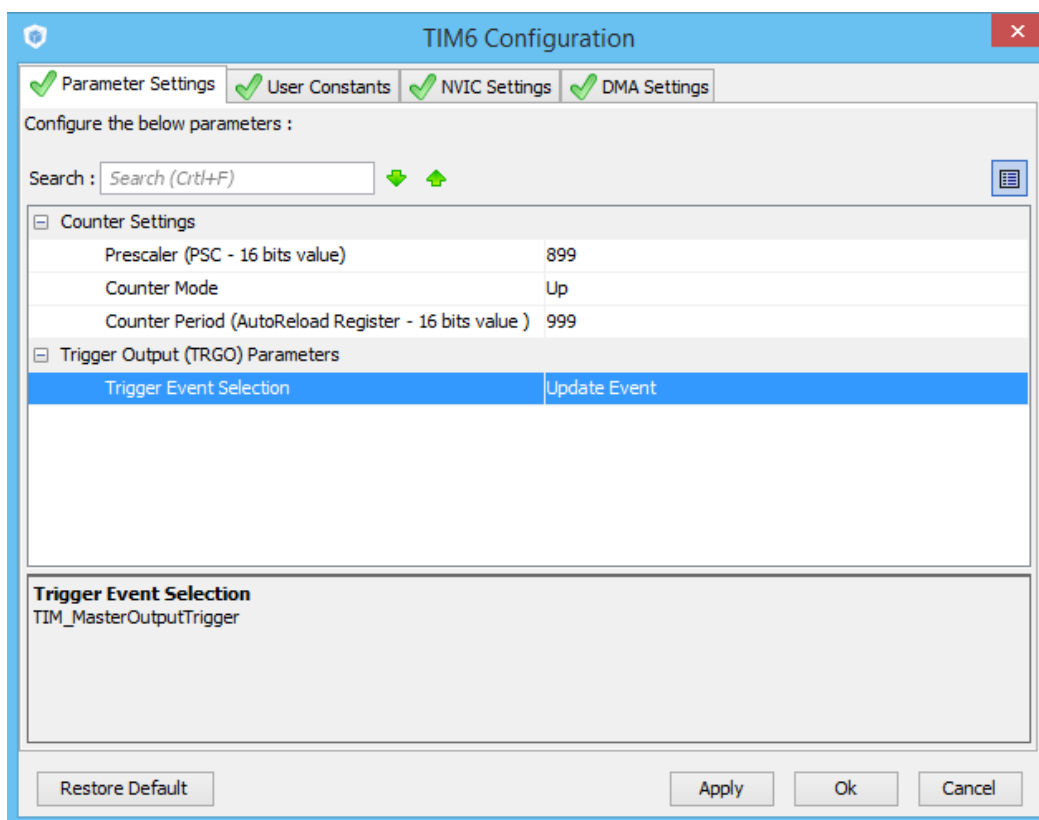 TIM6 Configuration
Parameter Settings User Constants NVIC Settings DMA Settings
Configure the below parameters :
Search : Search (Crtl+F)
Counter Settings
Prescaler (PSC - 16 bits value) 899
Counter Mode Up
Counter Period (AutoReload Register - 16 bits value ) 999
Trigger Output (TRGO) Parameters
Trigger Event Selection Update Event
Trigger Event Selection
TIM_MasterOutputTrigger
Restore Default Apply Ok Cancel